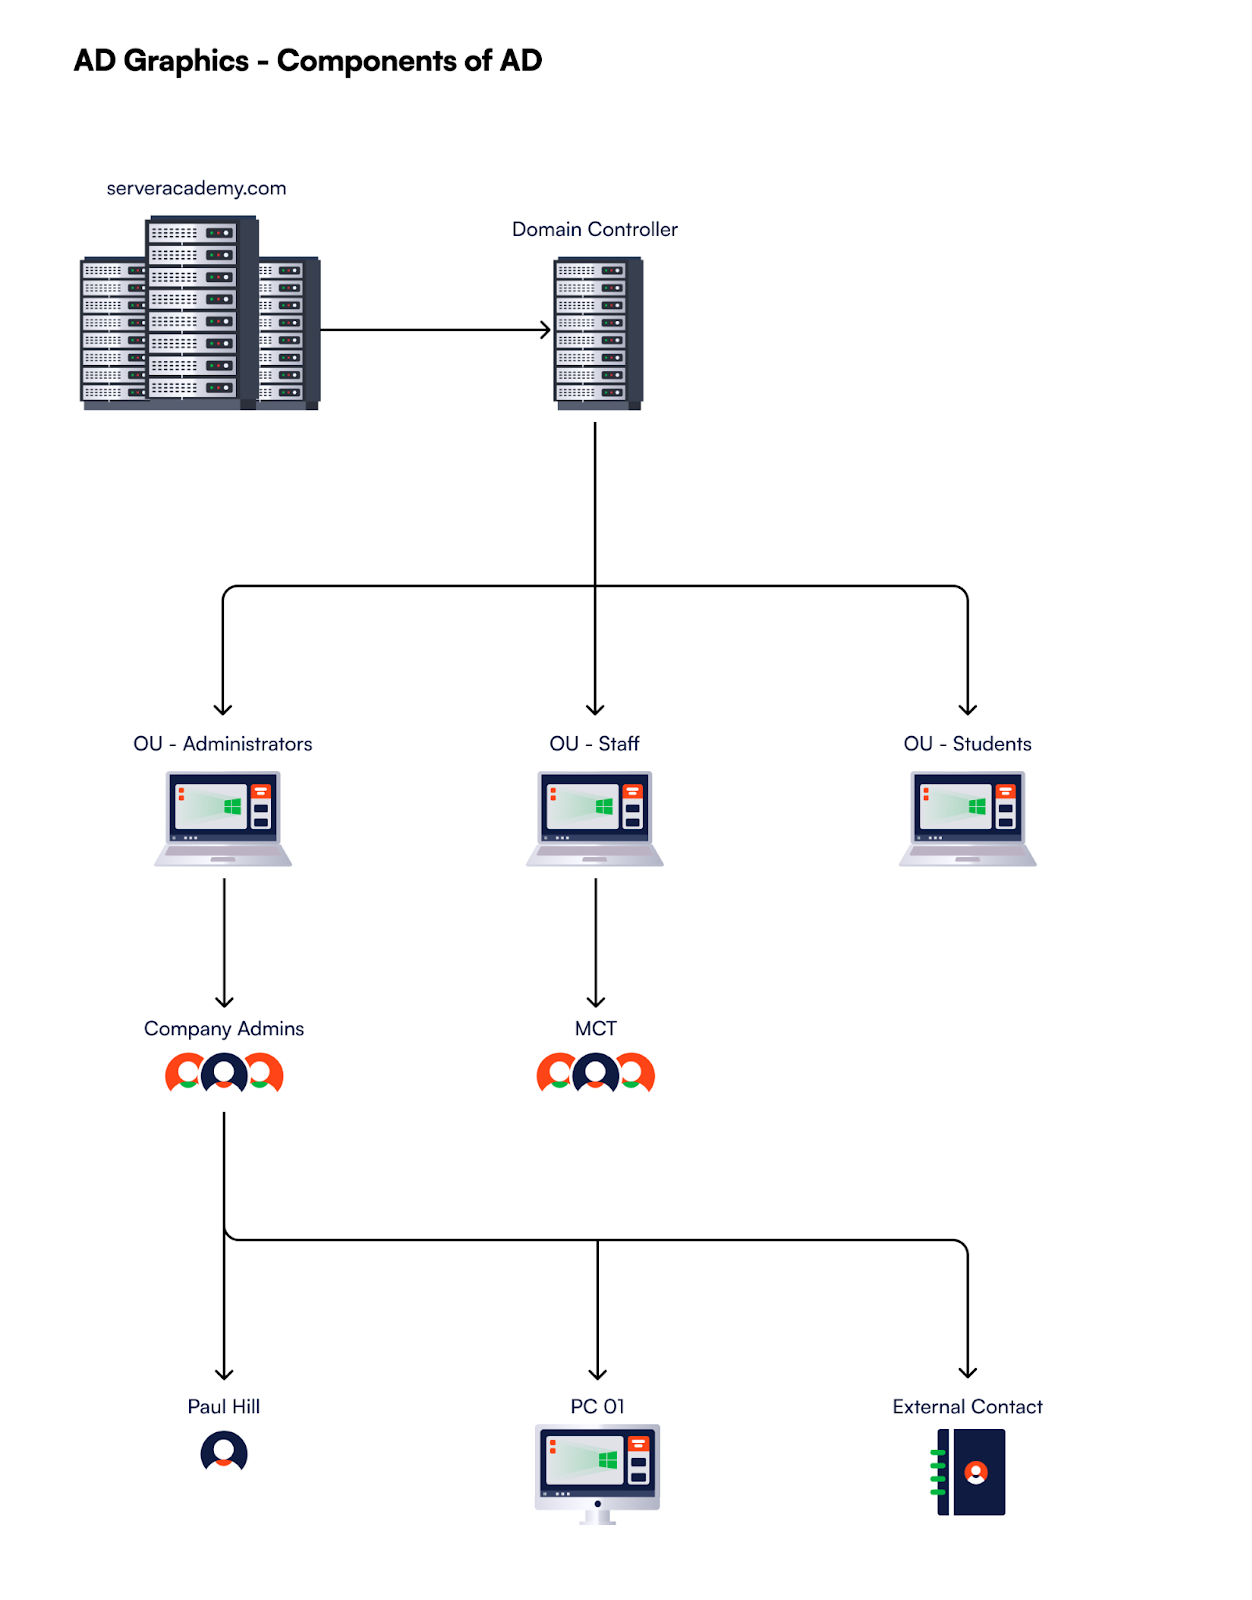 AD Graphics - Components of AD
serveracademy.com
Domain Controller
OU - Administrators
OU - Staff
OU - Students
Company Admins
MCT
Paul Hill
PC 01
External Contact